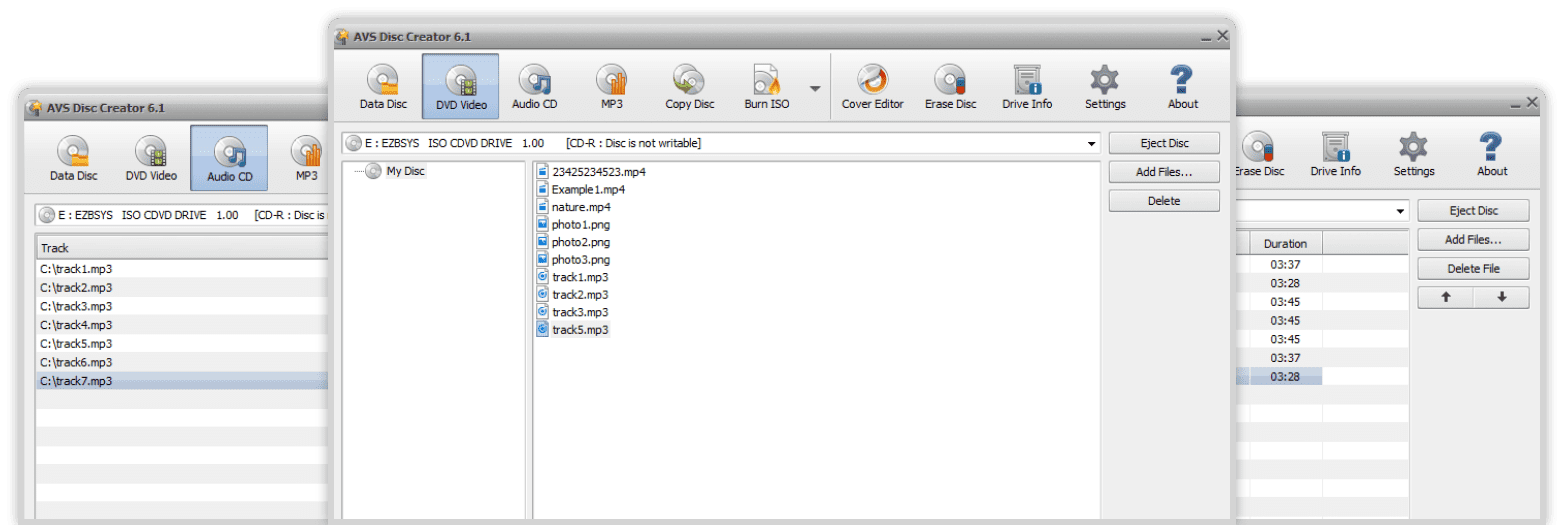 AVS Disc Creator 6.1
Data Disc DVD Video Audio CD MP3 Copy Disc Burn ISO Cover Editor Erase Disc Drive Info Settings About
E : EZBSYS ISO CDVD DRIVE 1.00 [CD-R : Disc is not writable] Eject Disc
My Disc
23425234523.mp4
Example1.mp4
nature.mp4
photo1.png
photo2.png
photo3.png
track1.mp3
track2.mp3
track3.mp3
track5.mp3
Add Files...
Delete
AVS Disc Creator 6.1
Data Disc DVD Video Audio CD MP3
E : EZBSYS ISO CDVD DRIVE 1.00 [CD-R : Disc is
Track
C:\track1.mp3
C:\track2.mp3
C:\track3.mp3
C:\track4.mp3
C:\track5.mp3
C:\track6.mp3
C:\track7.mp3
Erase Disc Drive Info Settings About
Eject Disc
Add Files...
Delete File
Duration
03:37
03:28
03:45
03:45
03:45
03:37
03:28